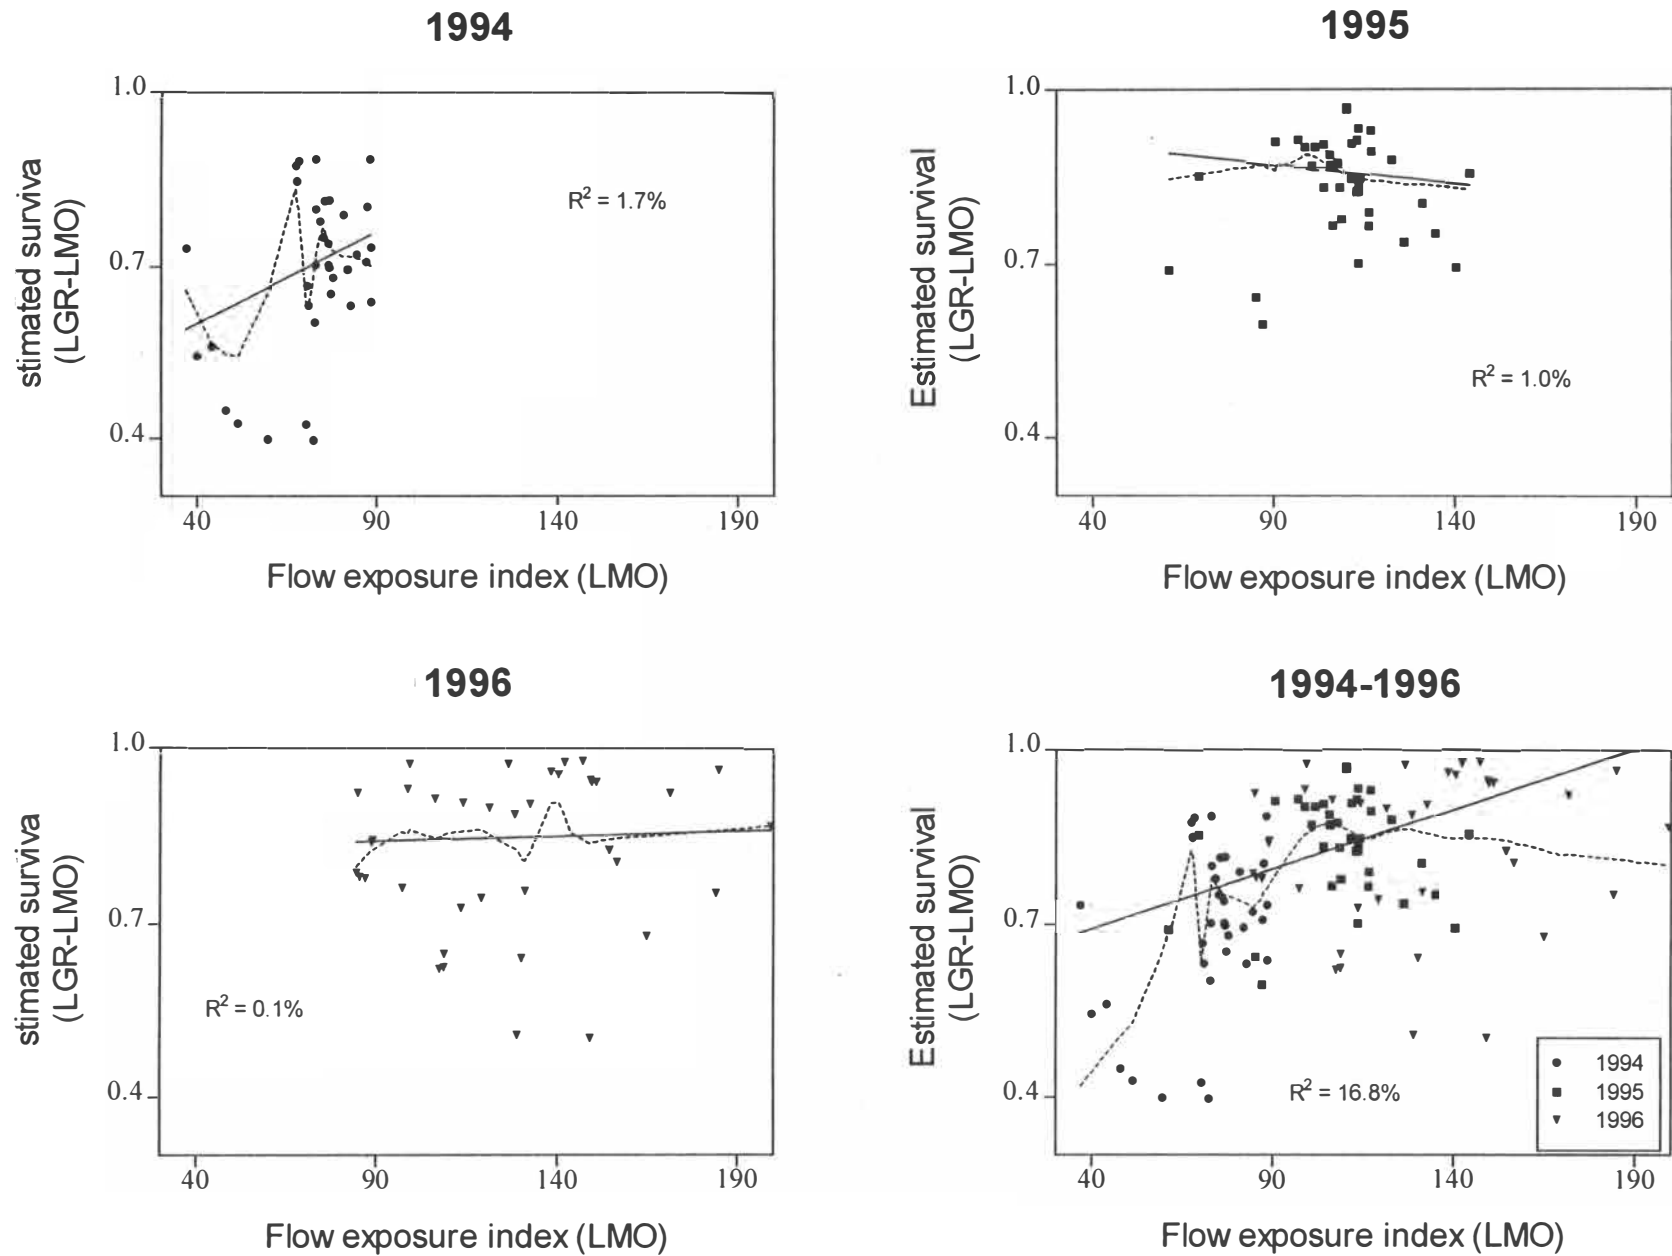 1994
1.0
0.7
0.4
stimated surviva
(LGR-LMO)
R² = 1.7%
40 90 140 190
Flow exposure index (LMO)
1995
1.0
0.7
0.4
Estimated survival
(LGR-LMO)
R² = 1.0%
40 90 140 190
Flow exposure index (LMO)
1996
1.0
0.7
0.4
stimated surviva
(LGR-LMO)
R² = 0.1%
40 90 140 190
Flow exposure index (LMO)
1994-1996
1.0
0.7
0.4
Estimated survival
(LGR-LMO)
R² = 16.8%
1994
1995
1996
40 90 140 190
Flow exposure index (LMO)